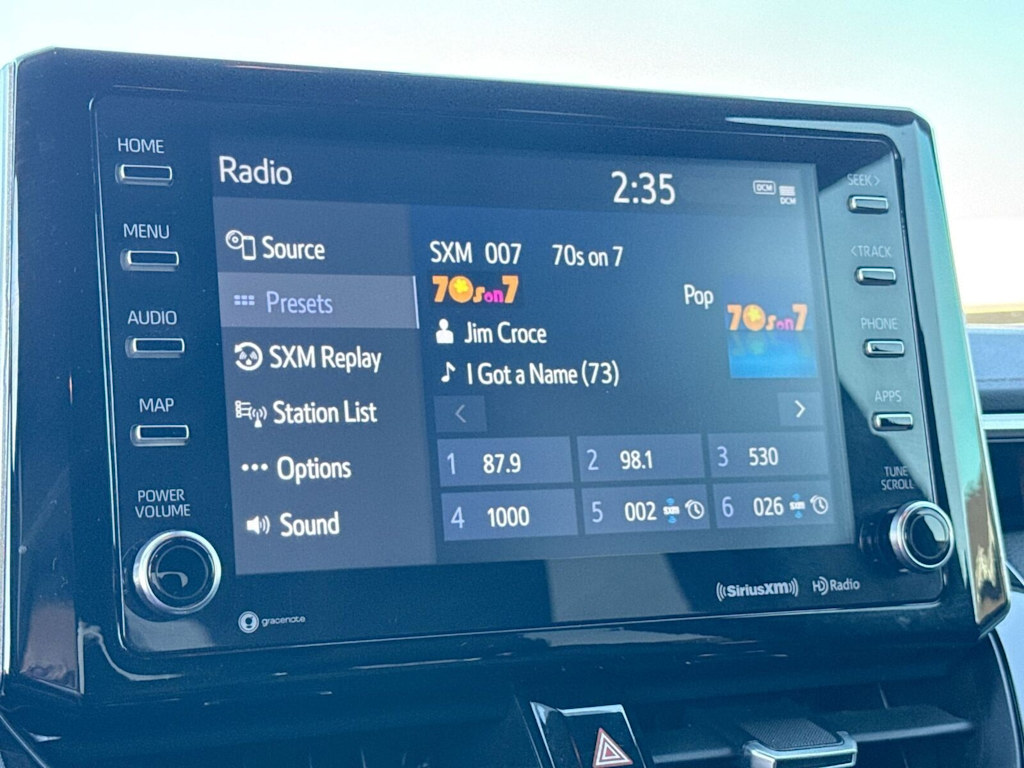 HOME
MENU
AUDIO
MAP
POWER
VOLUME
Radio
2:35
DCM
DCM
Source
Presets
SXM Replay
Station List
Options
Sound
SXM 007 70s on 7
70s on 7
Pop
70s on 7
Jim Croce
I Got a Name (73)
<
>
1 87.9
2 98.1
3 530
4 1000
5 002 sxm
6 026 sxm
SEEK >
< TRACK
PHONE
APPS
TUNE
SCROLL
gracenote
((SiriusXM))
HD Radio